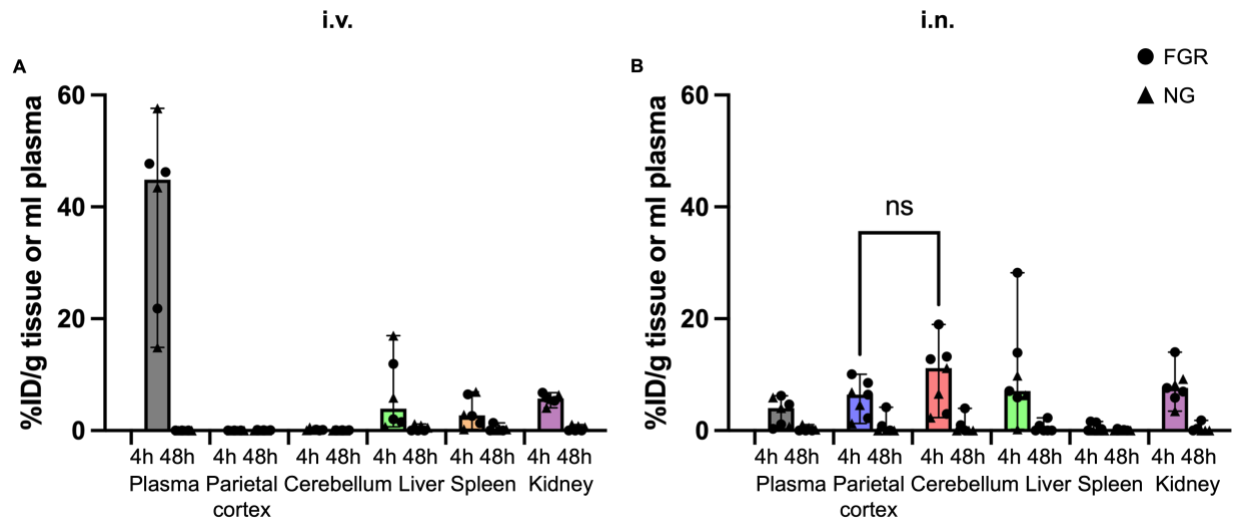 i.v.
A
%ID/g tissue or ml plasma
60
40
20
0
4h 48h 4h 48h 4h 48h 4h 48h 4h 48h 4h 48h
Plasma Parietal Cerebellum Liver Spleen Kidney
cortex
i.n.
B
FGR
NG
%ID/g tissue or ml plasma
60
40
20
0
ns
4h 48h 4h 48h 4h 48h 4h 48h 4h 48h 4h 48h
Plasma Parietal Cerebellum Liver Spleen Kidney
cortex